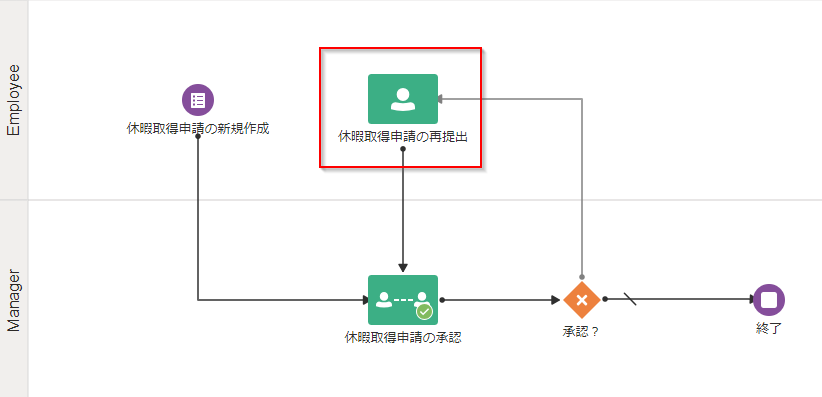 Employee
休暇取得申請の新規作成
休暇取得申請の再提出
Manager
休暇取得申請の承認
承認？
終了